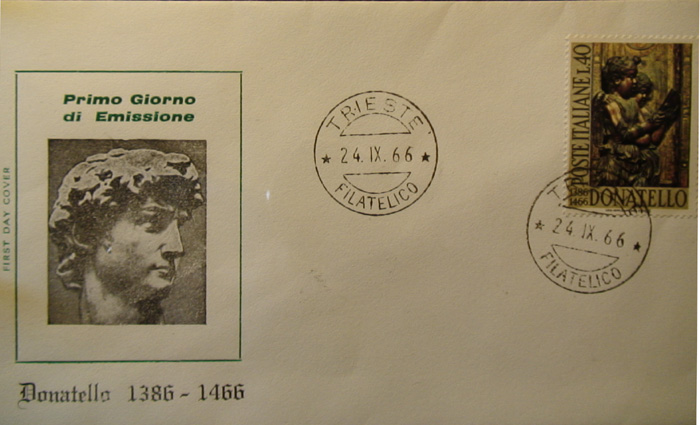 FIRST DAY COVER
Primo Giorno
di Emissione
Donatello 1386 - 1466
TRIESTE
★ 24. IX. 66 ★
FILATELICO
POSTE ITALIANE L.40
1386
1466 DONATELLO
★ 24. IX. 66 ★
FILATELICO